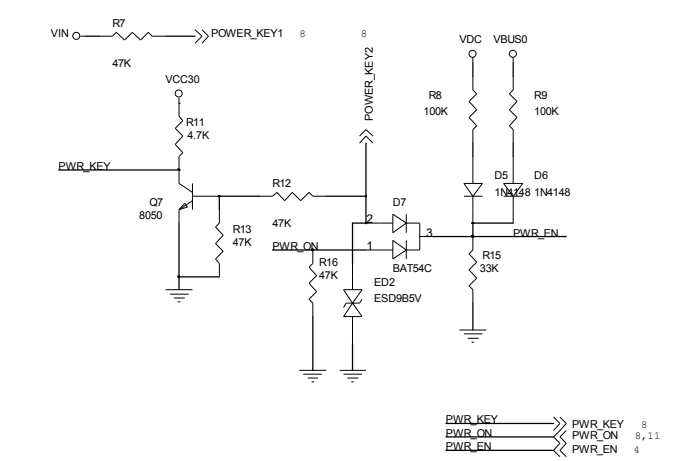 R7
VIN
POWER_KEY1 8
47K
8
POWER_KEY2
VDC VBUS0
VCC30
R8
100K
R9
100K
R11
4.7K
PWR_KEY
Q7
8050
R12
47K
R13
47K
D5
1N4148
D6
1N4148
D7
2
1
3
BAT54C
PWR_ON
PWR_EN
R16
47K
ED2
ESD9B5V
R15
33K
PWR_KEY PWR_KEY 8
PWR_ON PWR_ON 8,11
PWR_EN PWR_EN 4